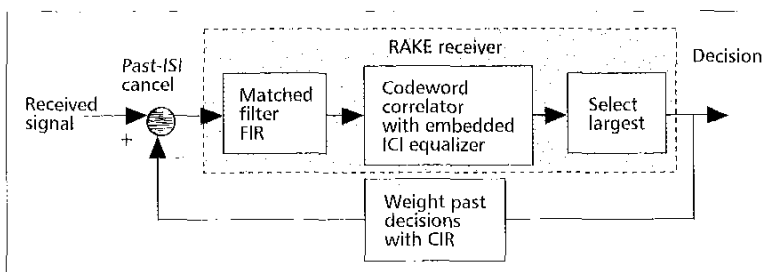 RAKE receiver
Decision
Past-ISI
cancel
Received
signal
+
Matched
filter
FIR
Codeword
correlator
with embedded
ICI equalizer
Select
largest
Weight past
decisions
with CIR